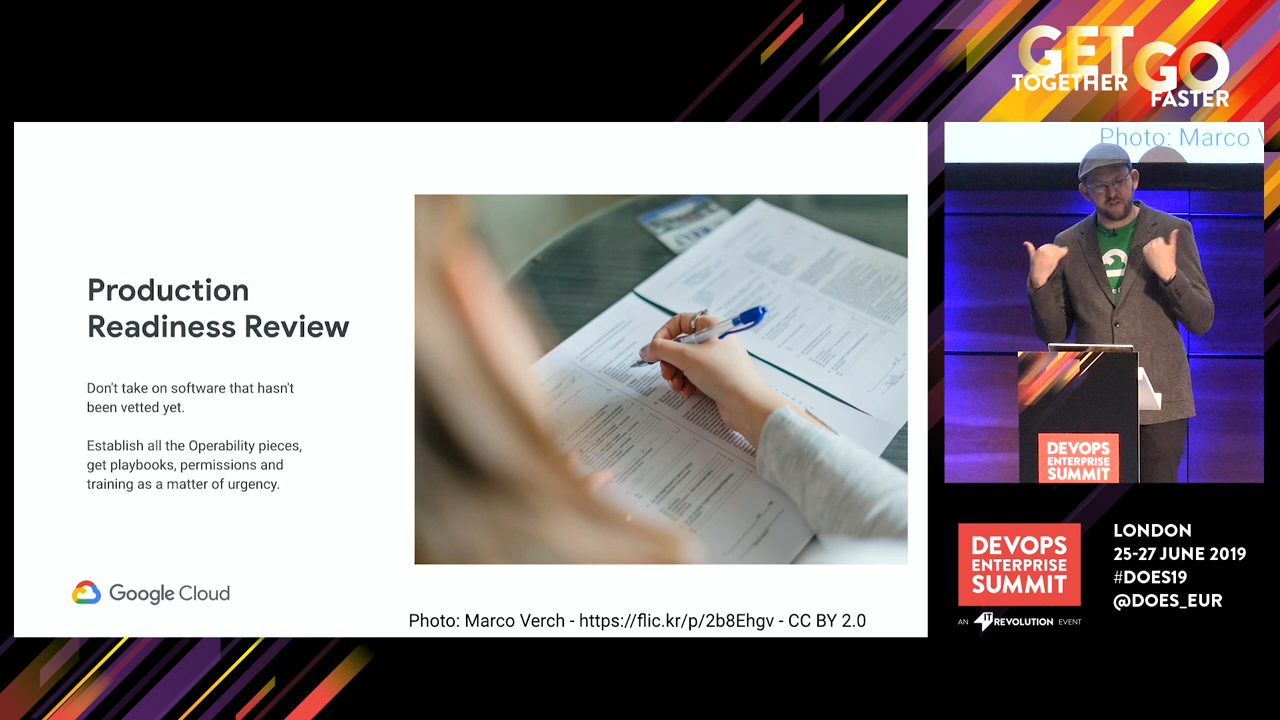 GET
TOGETHER
GO
FASTER
Photo: Marco
Production
Readiness Review
Don't take on software that hasn't
been vetted yet.
Establish all the Operability pieces,
get playbooks, permissions and
training as a matter of urgency.
Google Cloud
Photo: Marco Verch - https://flic.kr/p/2b8Ehgv - CC BY 2.0
DEVOPS
ENTERPRISE
SUMMIT
DEVOPS
ENTERPRISE
SUMMIT
AN IT REVOLUTION EVENT
LONDON
25-27 JUNE 2019
#DOES19
@DOES_EUR